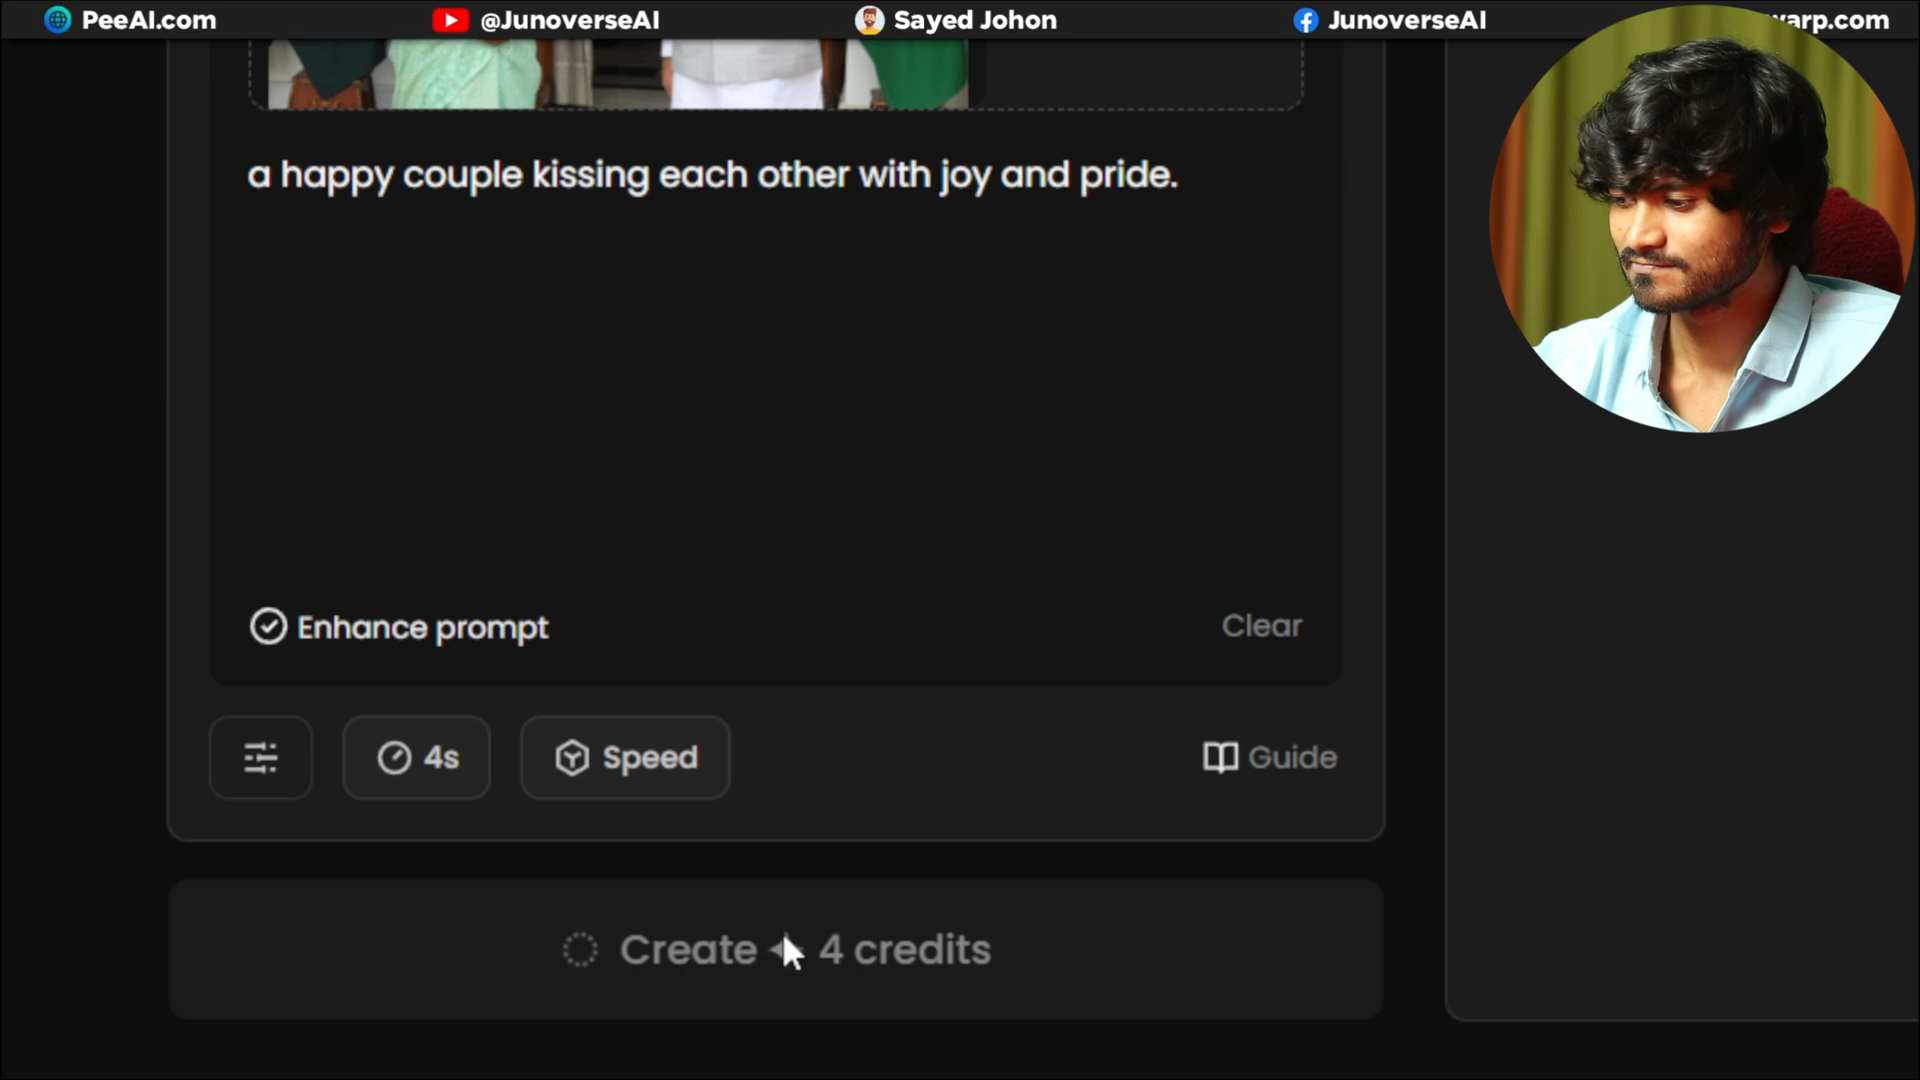 PeeAI.com
@JunoverseAI
Sayed Johon
JunoverseAI
a happy couple kissing each other with joy and pride.
Enhance prompt
Clear
4s
Speed
Guide
Create 4 credits